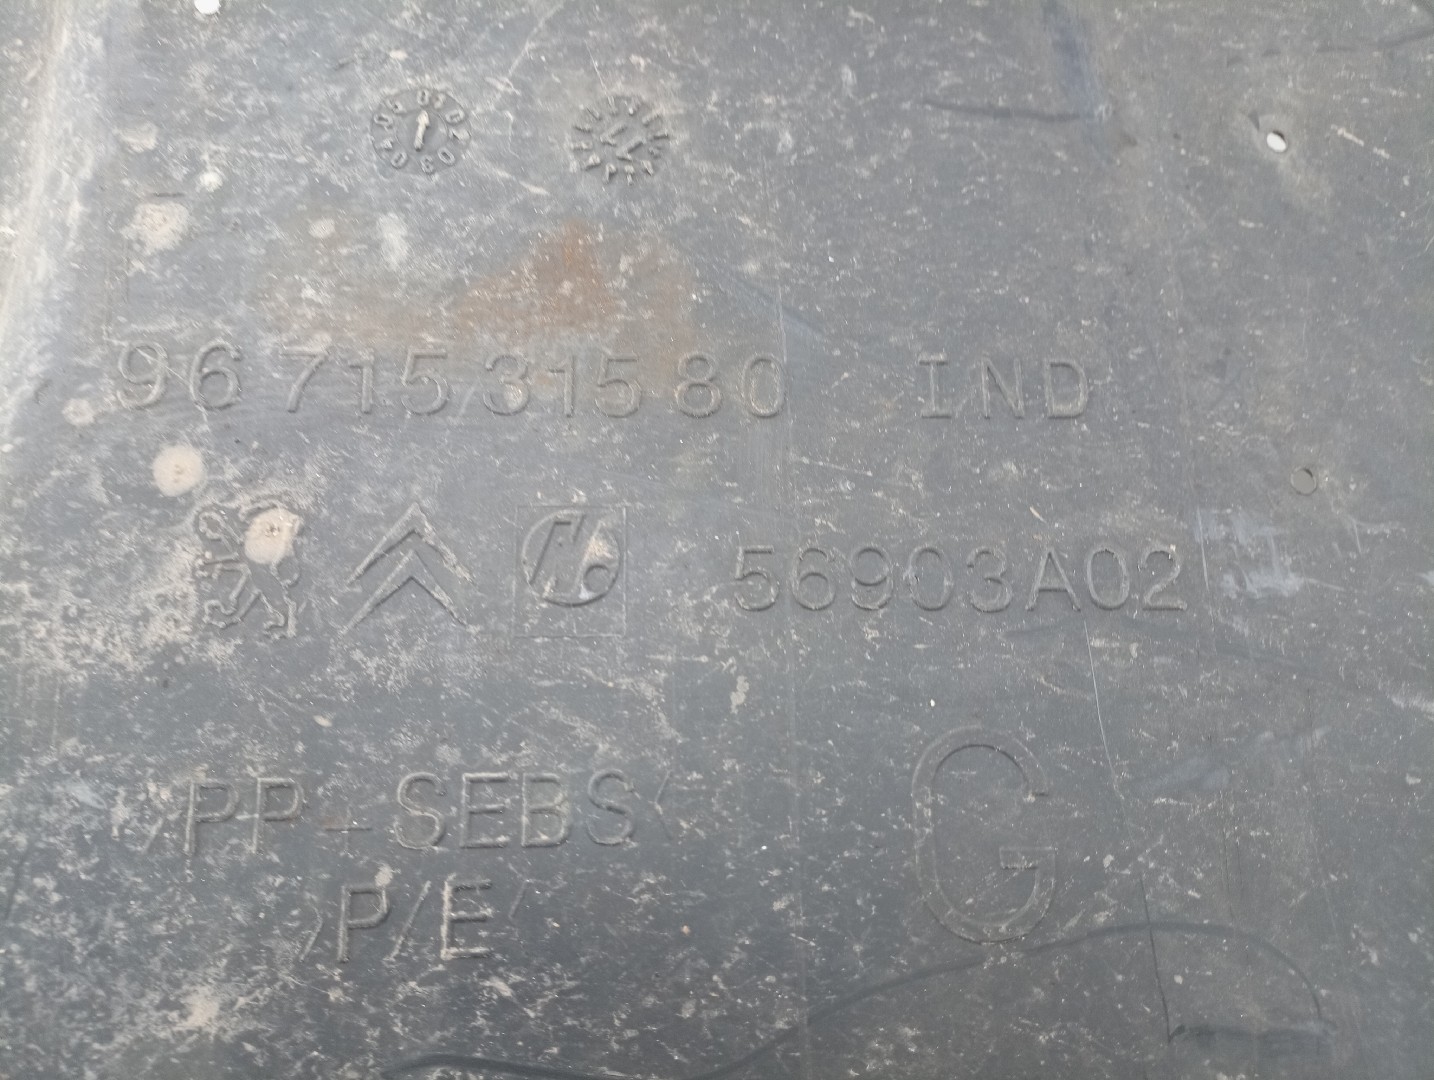 96 715 315 80 IND
56903A02
>PP+SEBS<
>P/E<
G